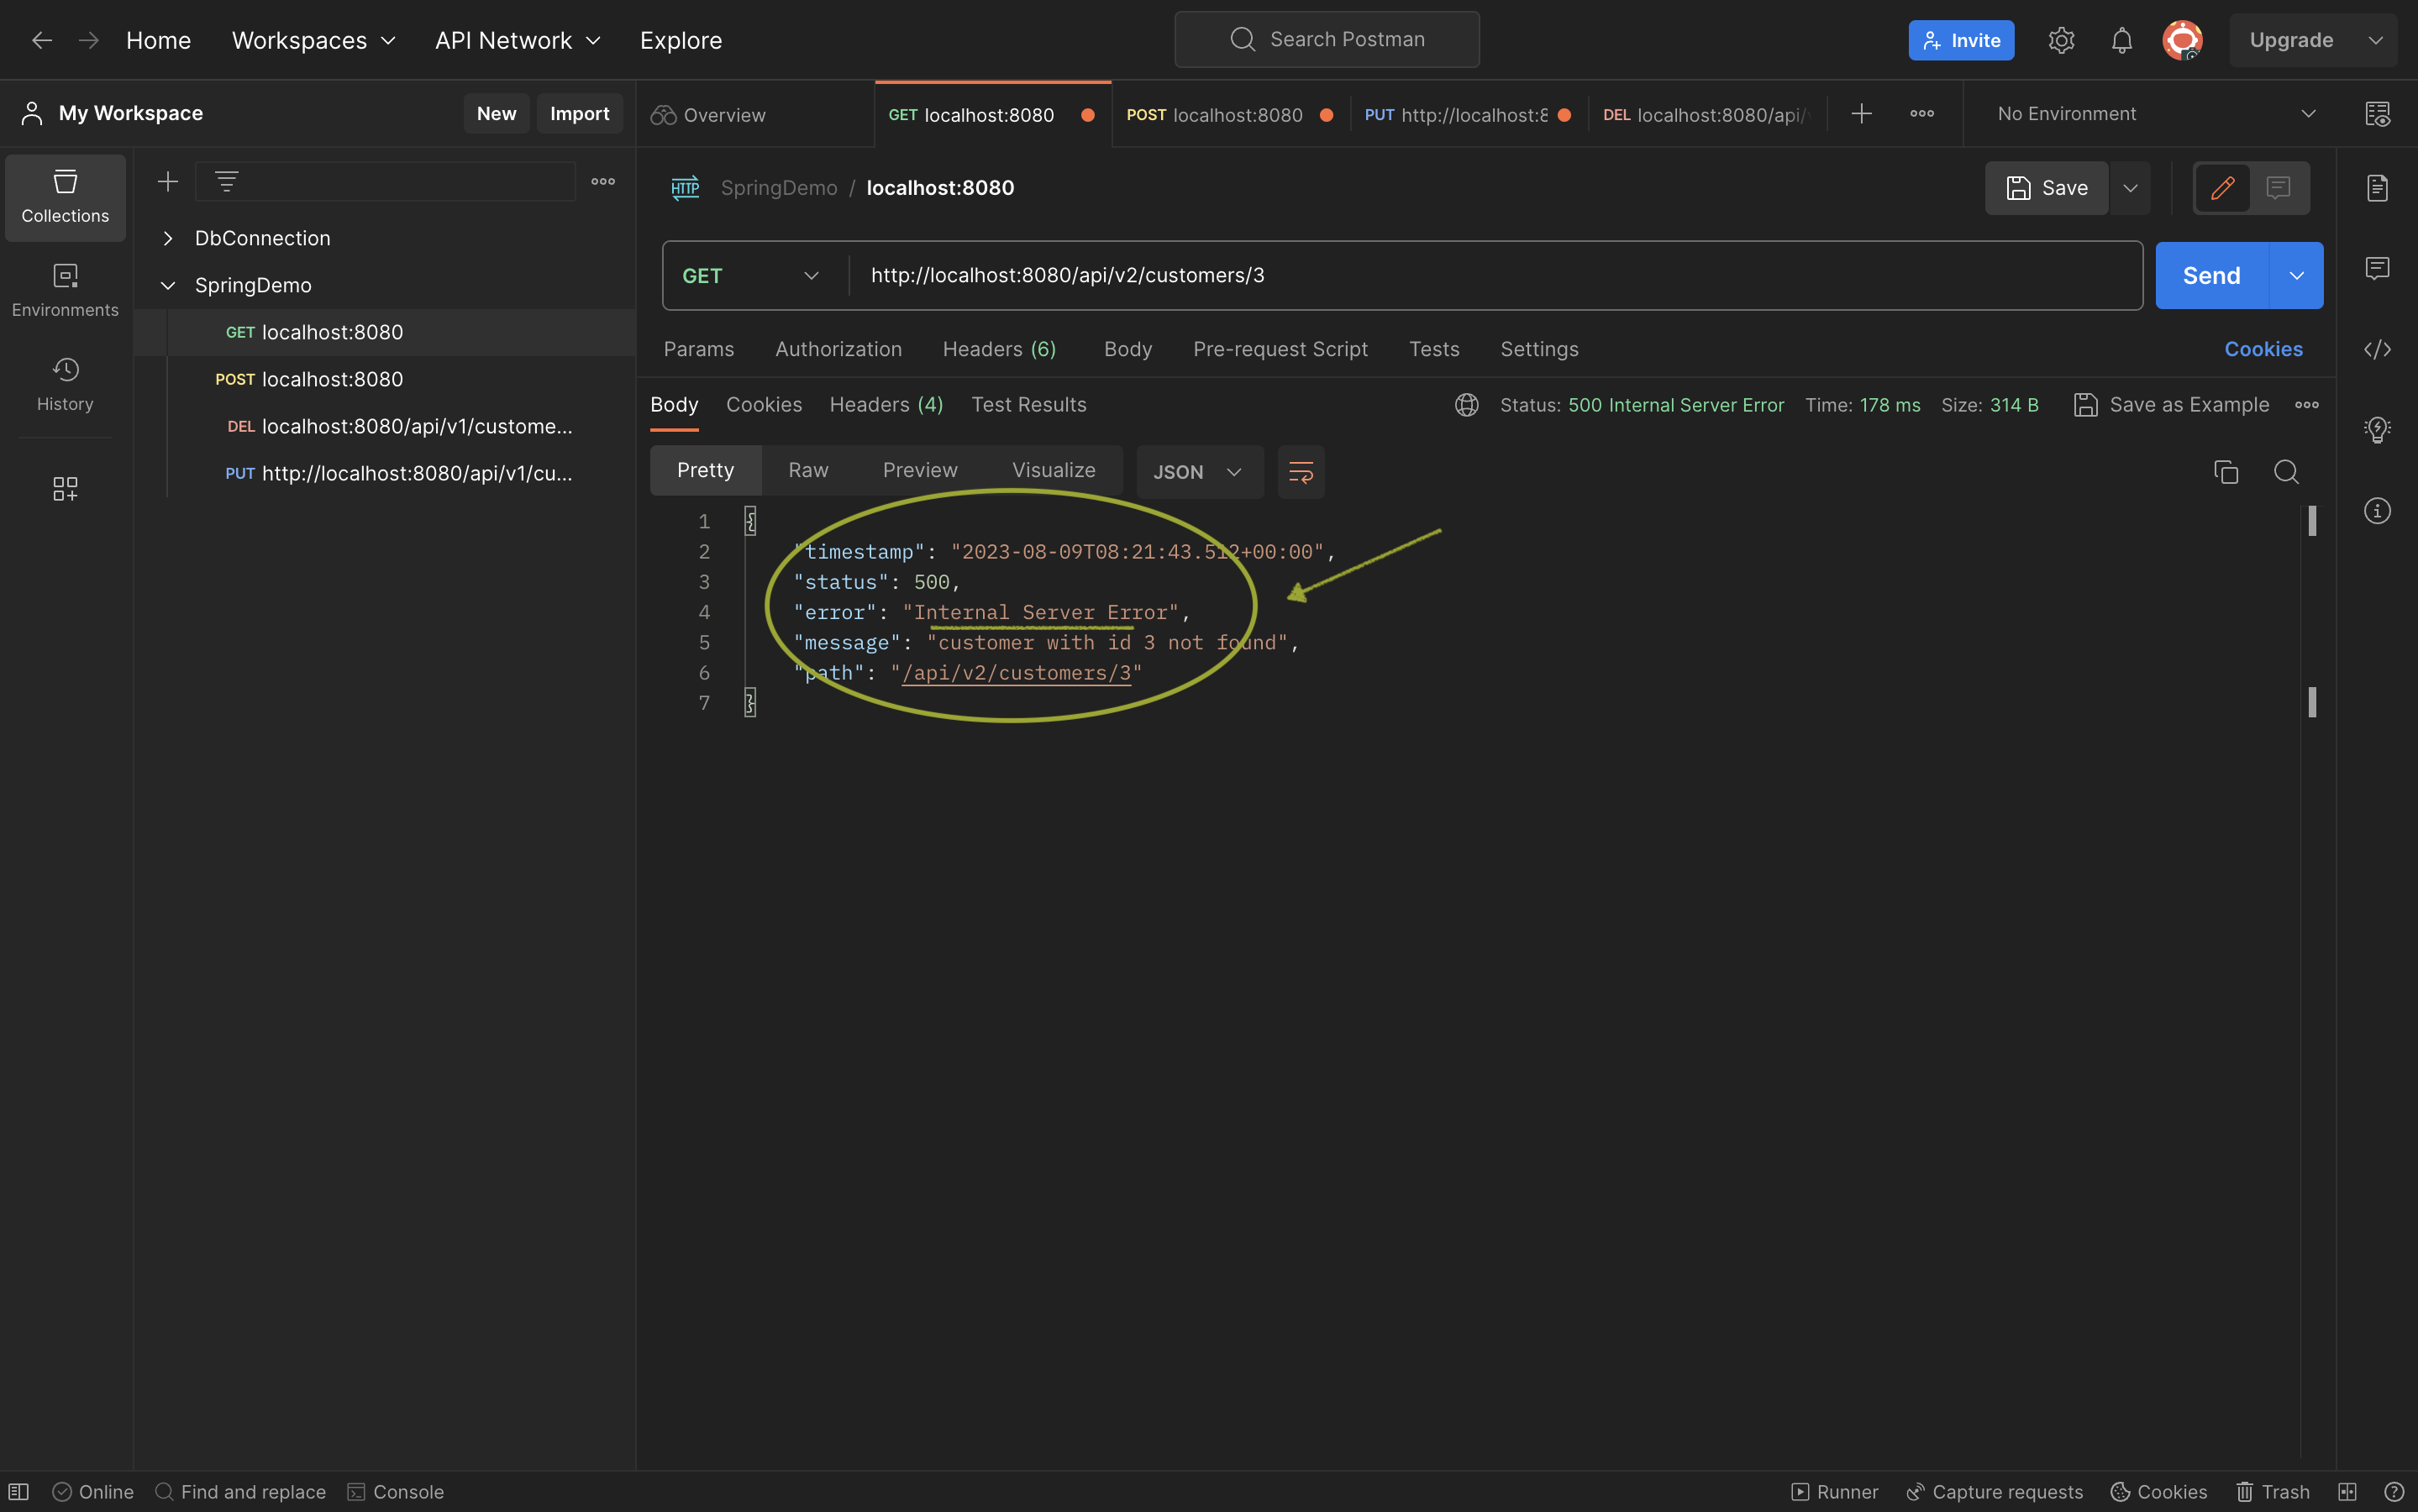 Home Workspaces API Network Explore Search Postman Invite Upgrade
My Workspace New Import
Overview GET localhost:8080 POST localhost:8080 PUT http://localhost:8 DEL localhost:8080/api/ No Environment
Collections
Environments
History
DbConnection
SpringDemo
GET localhost:8080
POST localhost:8080
DEL localhost:8080/api/v1/custome...
PUT http://localhost:8080/api/v1/cu...
HTTP SpringDemo / localhost:8080 Save
GET http://localhost:8080/api/v2/customers/3 Send
Params Authorization Headers (6) Body Pre-request Script Tests Settings Cookies
Body Cookies Headers (4) Test Results Status: 500 Internal Server Error Time: 178 ms Size: 314 B Save as Example
Pretty Raw Preview Visualize JSON
1 {
2 "timestamp": "2023-08-09T08:21:43.512+00:00",
3 "status": 500,
4 "error": "Internal Server Error",
5 "message": "customer with id 3 not found",
6 "path": "/api/v2/customers/3"
7 }
Online Find and replace Console Runner Capture requests Cookies Trash